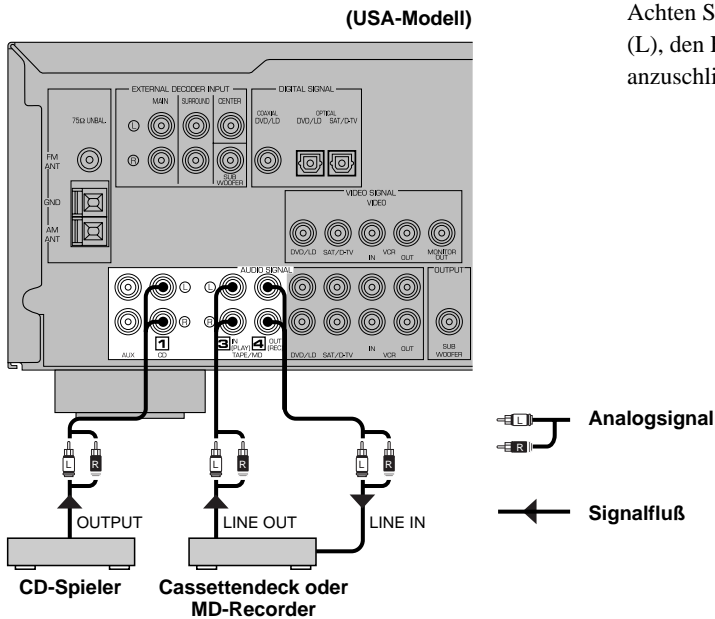 (USA-Modell)
Achten S
(L), den
anzuschli
EXTERNAL DECODER INPUT
MAIN SURROUND CENTER
SUB WOOFER
L
R
DIGITAL SIGNAL
COAXIAL OPTICAL
DVD/LD DVD/LD SAT/D-TV
75Ω UNBAL.
FM ANT
GND
AM ANT
VIDEO SIGNAL
VIDEO
DVD/LD SAT/D-TV IN VCR OUT MONITOR OUT
AUDIO SIGNAL
OUTPUT
L L
R R
1 3 IN (PLAY) 4 OUT (REC)
AUX CD TAPE/MD DVD/LD SAT/D-TV IN VCR OUT SUB WOOFER
L R L R L R
OUTPUT LINE OUT LINE IN
CD-Spieler
Cassettendeck oder
MD-Recorder
L
R
Analogsignal
Signalfluß